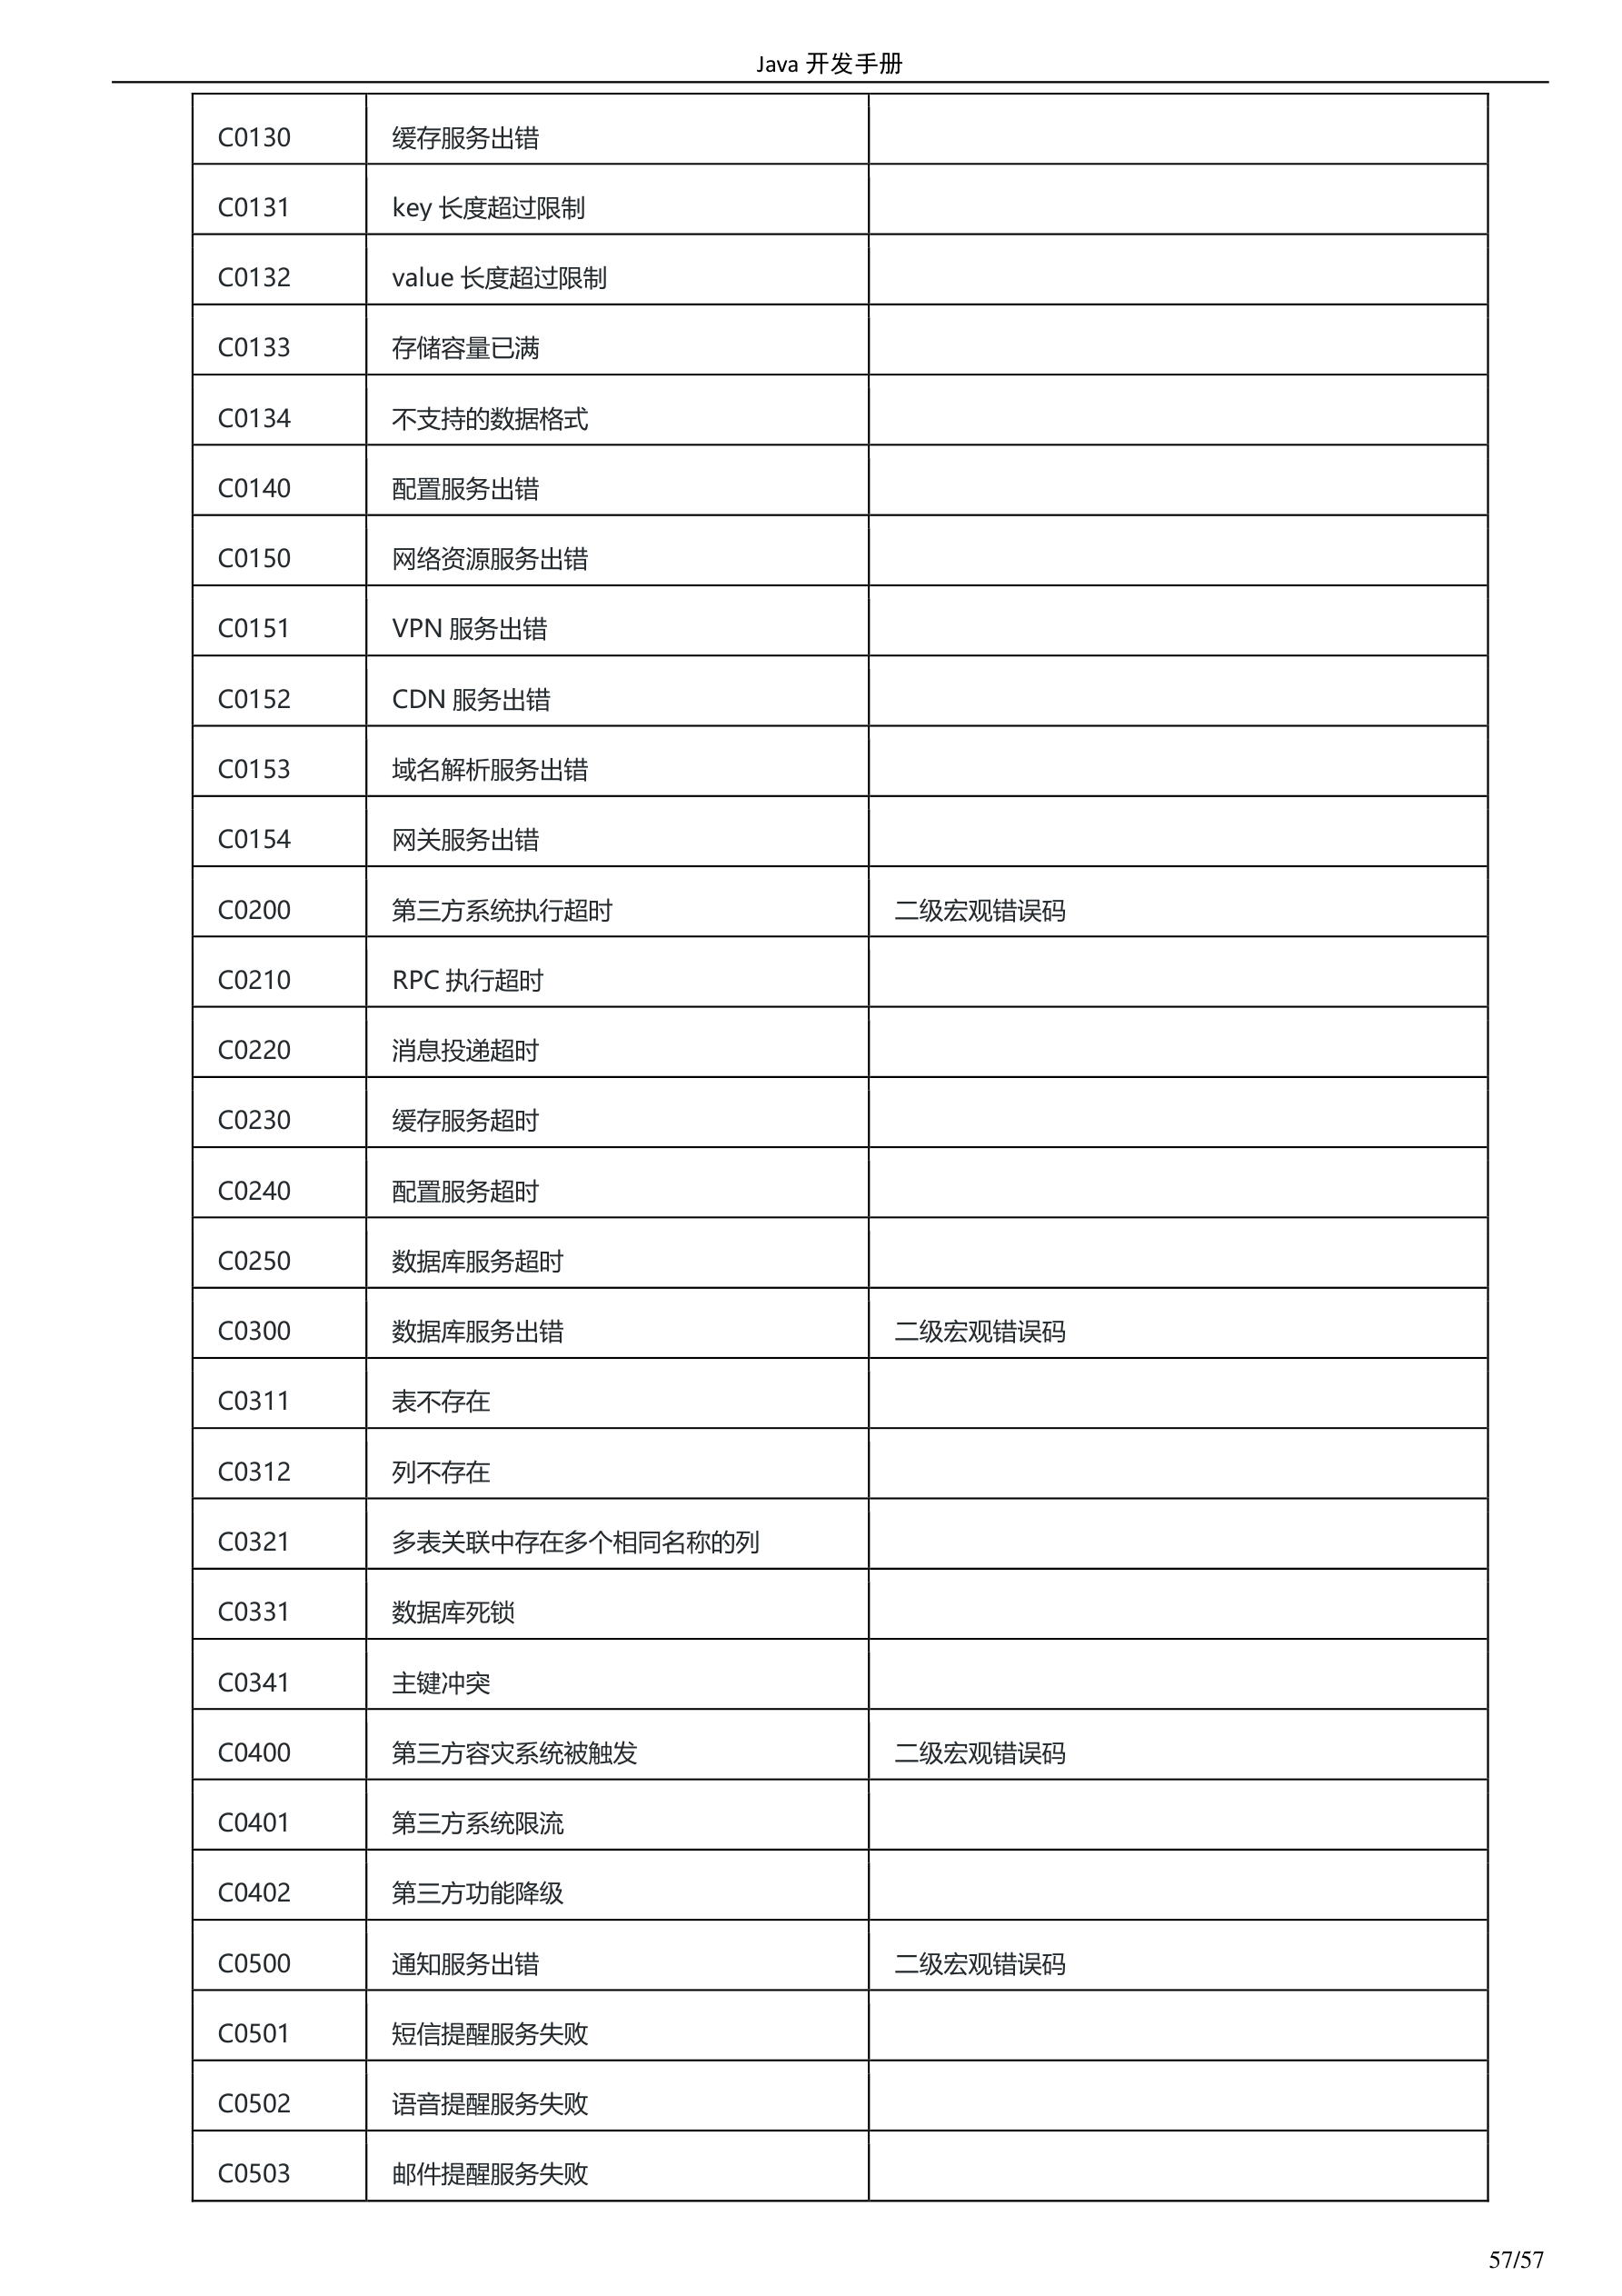 Java 开发手册
C0130 缓存服务出错
C0131 key 长度超过限制
C0132 value 长度超过限制
C0133 存储容量已满
C0134 不支持的数据格式
C0140 配置服务出错
C0150 网络资源服务出错
C0151 VPN 服务出错
C0152 CDN 服务出错
C0153 域名解析服务出错
C0154 网关服务出错
C0200 第三方系统执行超时 二级宏观错误码
C0210 RPC 执行超时
C0220 消息投递超时
C0230 缓存服务超时
C0240 配置服务超时
C0250 数据库服务超时
C0300 数据库服务出错 二级宏观错误码
C0311 表不存在
C0312 列不存在
C0321 多表关联中存在多个相同名称的列
C0331 数据库死锁
C0341 主键冲突
C0400 第三方容灾系统被触发 二级宏观错误码
C0401 第三方系统限流
C0402 第三方功能降级
C0500 通知服务出错 二级宏观错误码
C0501 短信提醒服务失败
C0502 语音提醒服务失败
C0503 邮件提醒服务失败
57/57